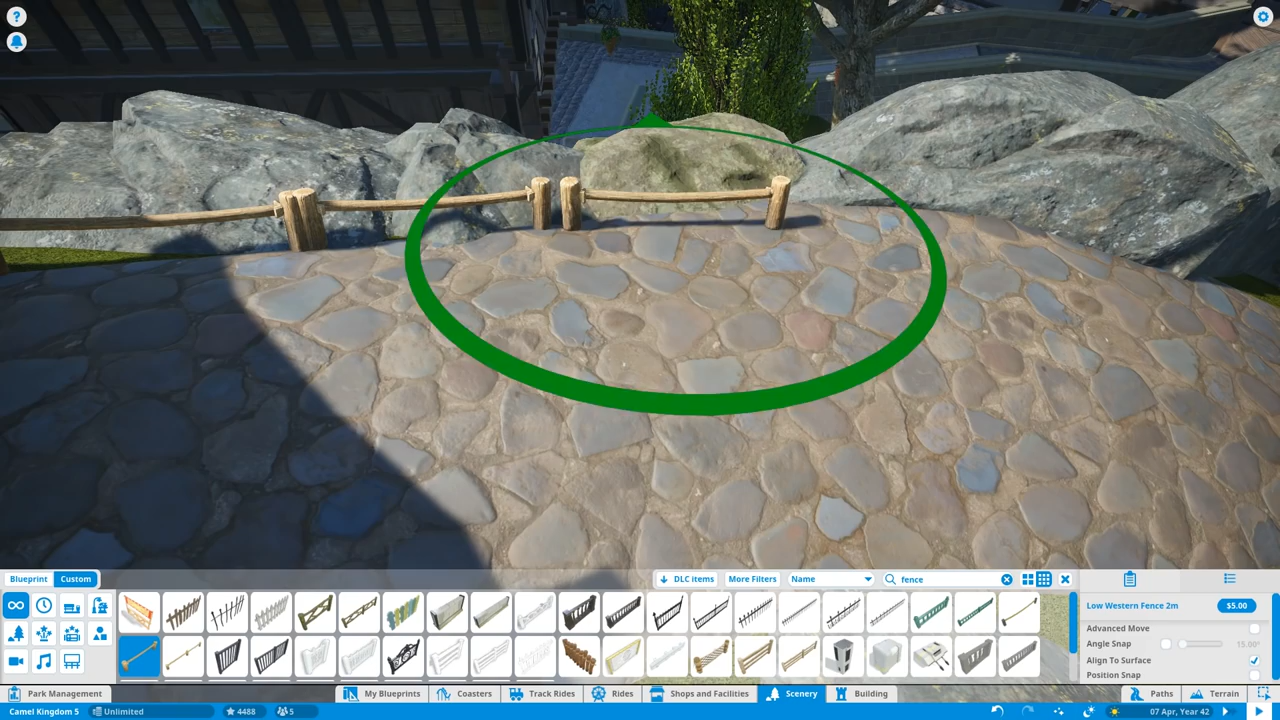 ?
Blueprint Custom DLC items More Filters Name fence
Low Western Fence 2m $5.00
Advanced Move
Angle Snap 15.00°
Align To Surface
Position Snap
Park Management My Blueprints Coasters Track Rides Rides Shops and Facilities Scenery Building Paths Terrain
Camel Kingdom 5 Unlimited 4488 5 07 Apr, Year 42